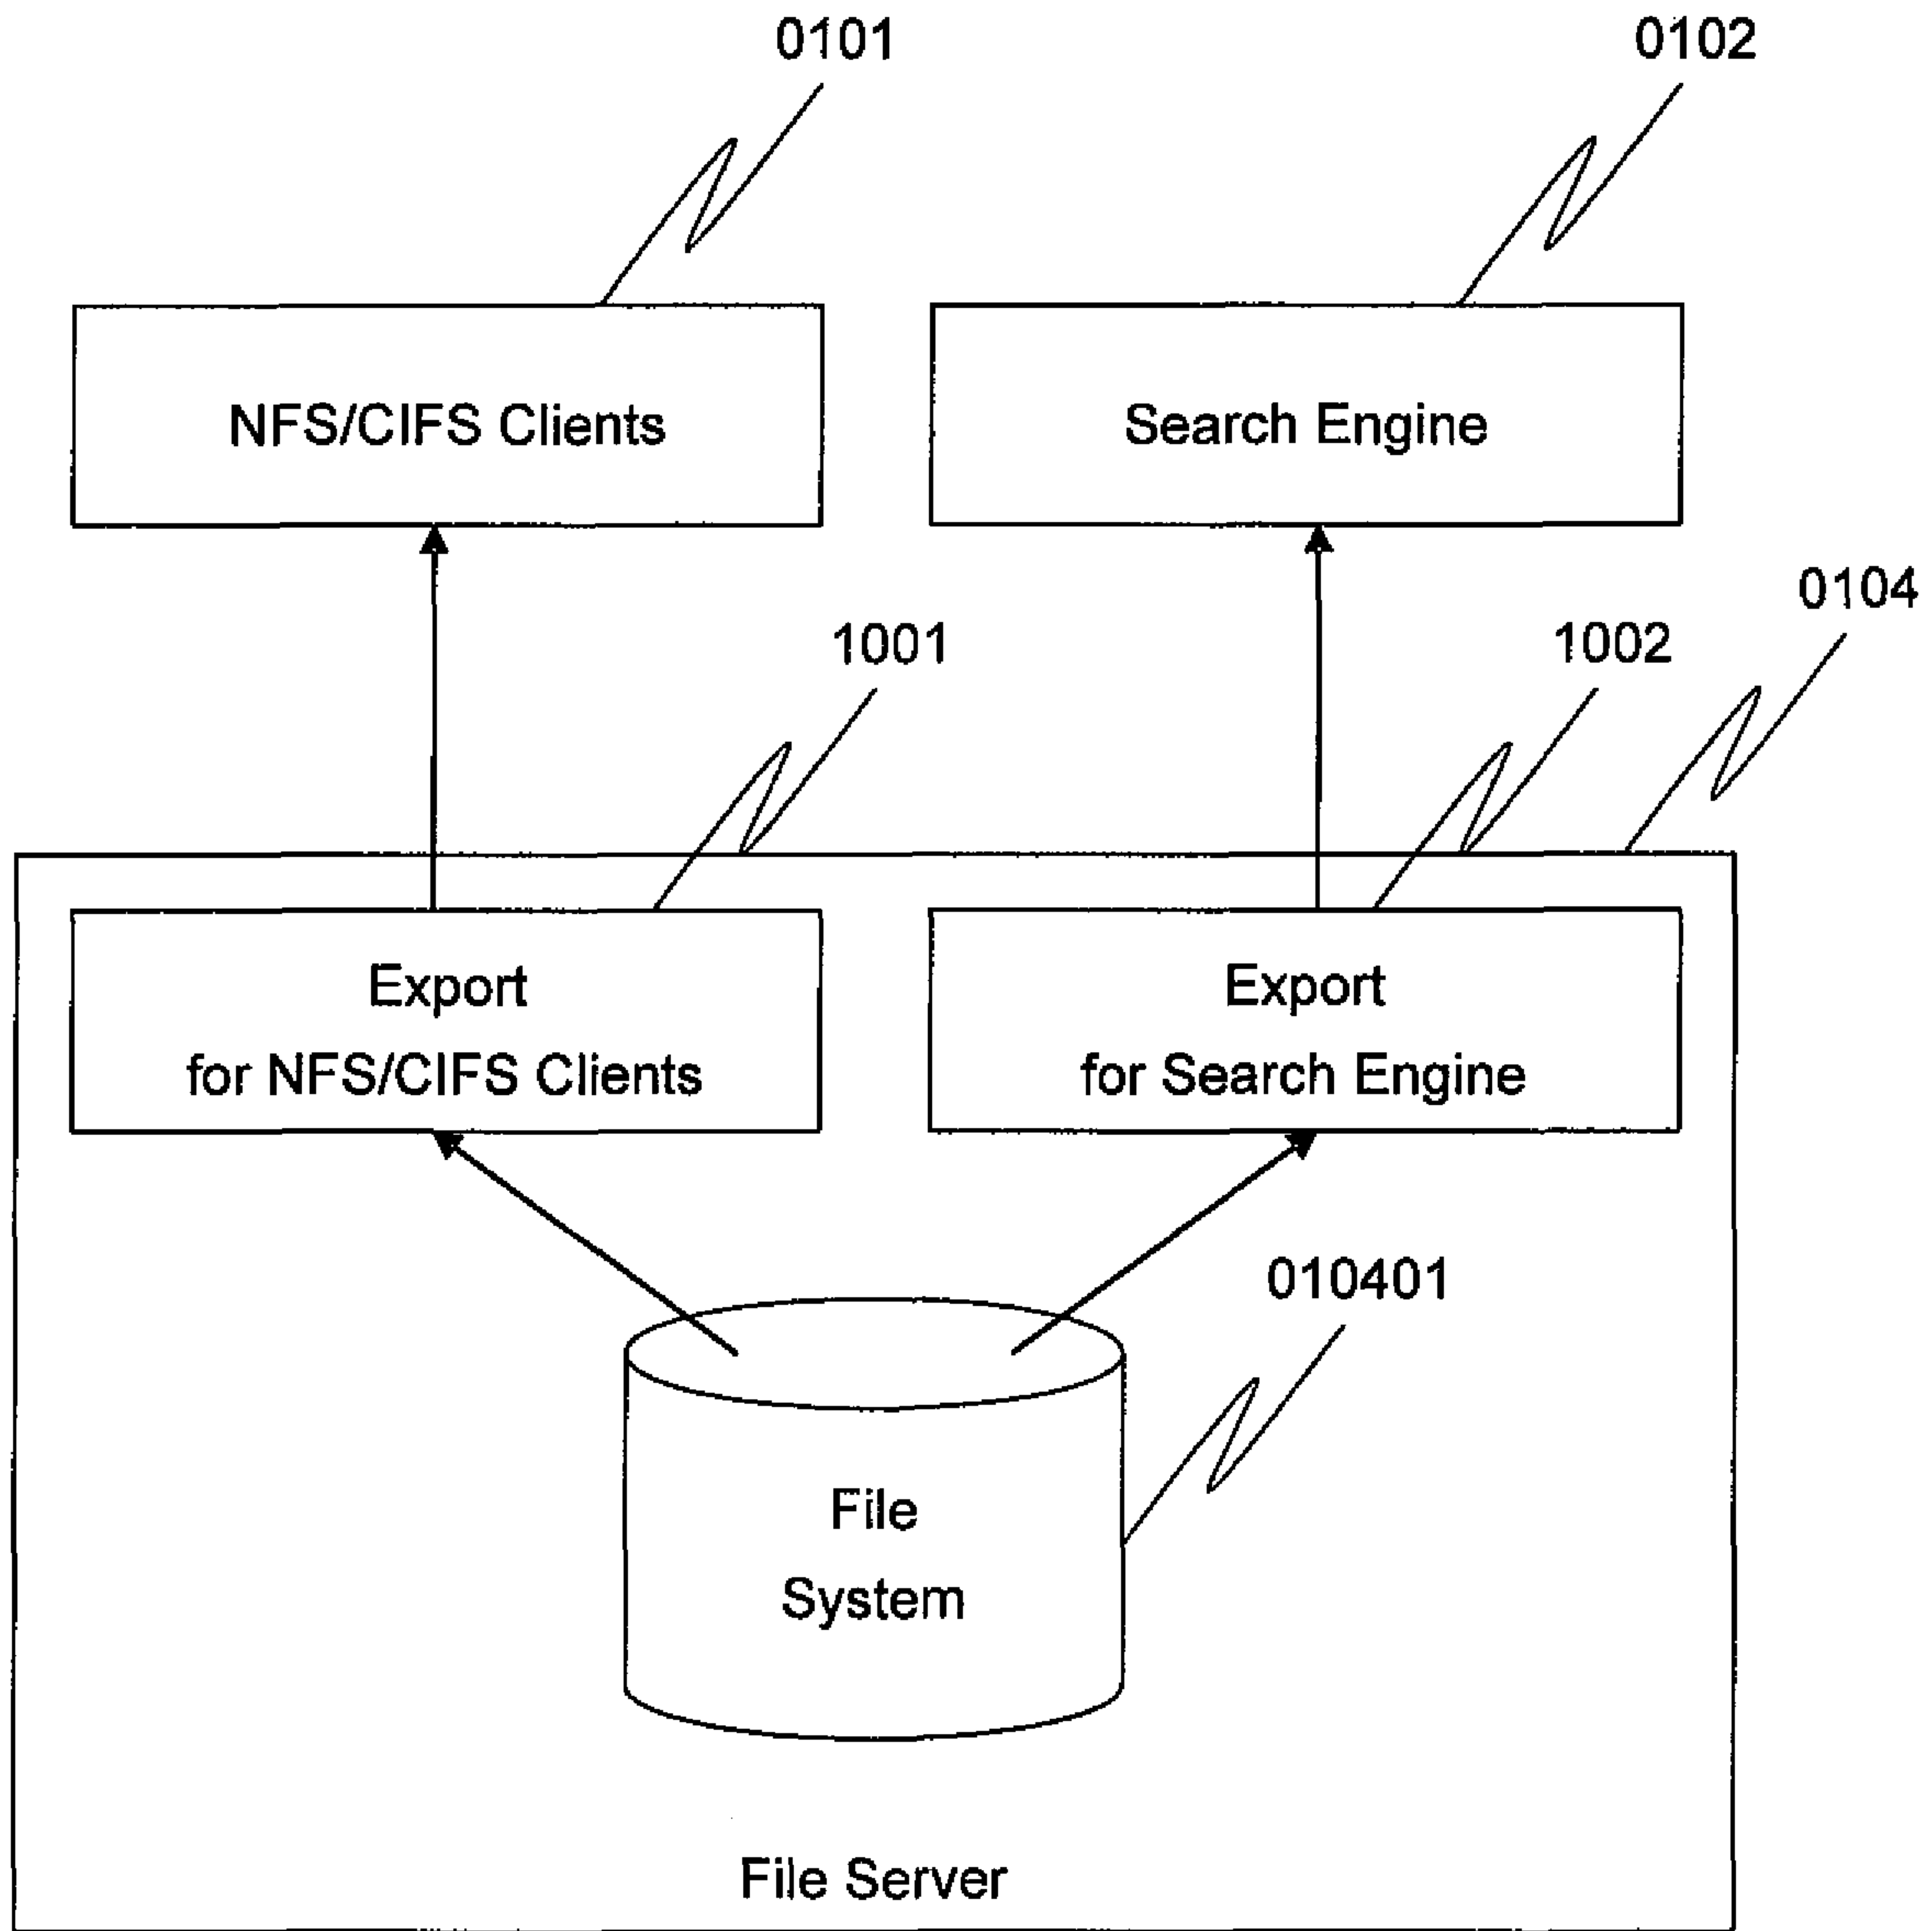 0101
0102
NFS/CIFS Clients
Search Engine
0104
1001
1002
Export
for NFS/CIFS Clients
Export
for Search Engine
010401
File
System
File Server